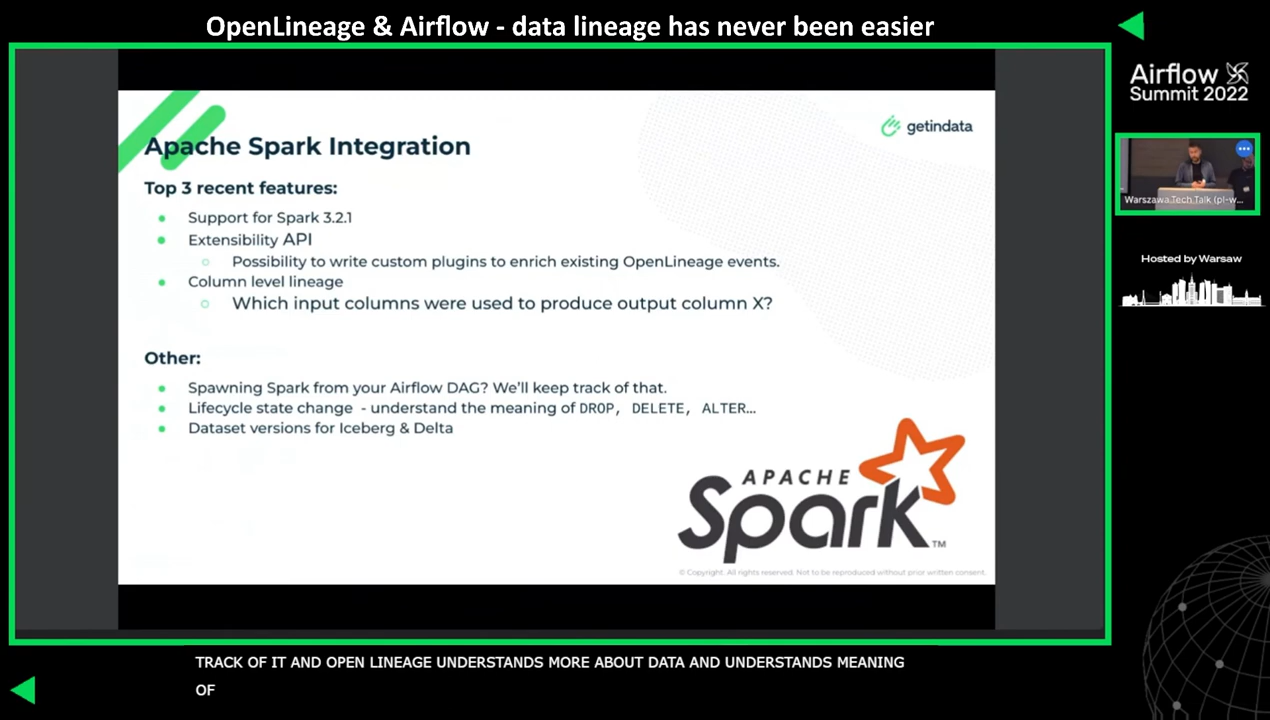 OpenLineage & Airflow - data lineage has never been easier
Airflow
Summit 2022
getindata
Apache Spark Integration
Top 3 recent features:
Support for Spark 3.2.1
Extensibility API
Possibility to write custom plugins to enrich existing OpenLineage events.
Column level lineage
Which input columns were used to produce output column X?
Other:
Spawning Spark from your Airflow DAG? We'll keep track of that.
Lifecycle state change - understand the meaning of DROP, DELETE, ALTER…
Dataset versions for Iceberg & Delta
APACHE
Spark™
© Copyright. All rights reserved. Not to be reproduced without prior written consent.
Warszawa.Tech.Talk (pl-w...
Hosted by Warsaw
TRACK OF IT AND OPEN LINEAGE UNDERSTANDS MORE ABOUT DATA AND UNDERSTANDS MEANING
OF